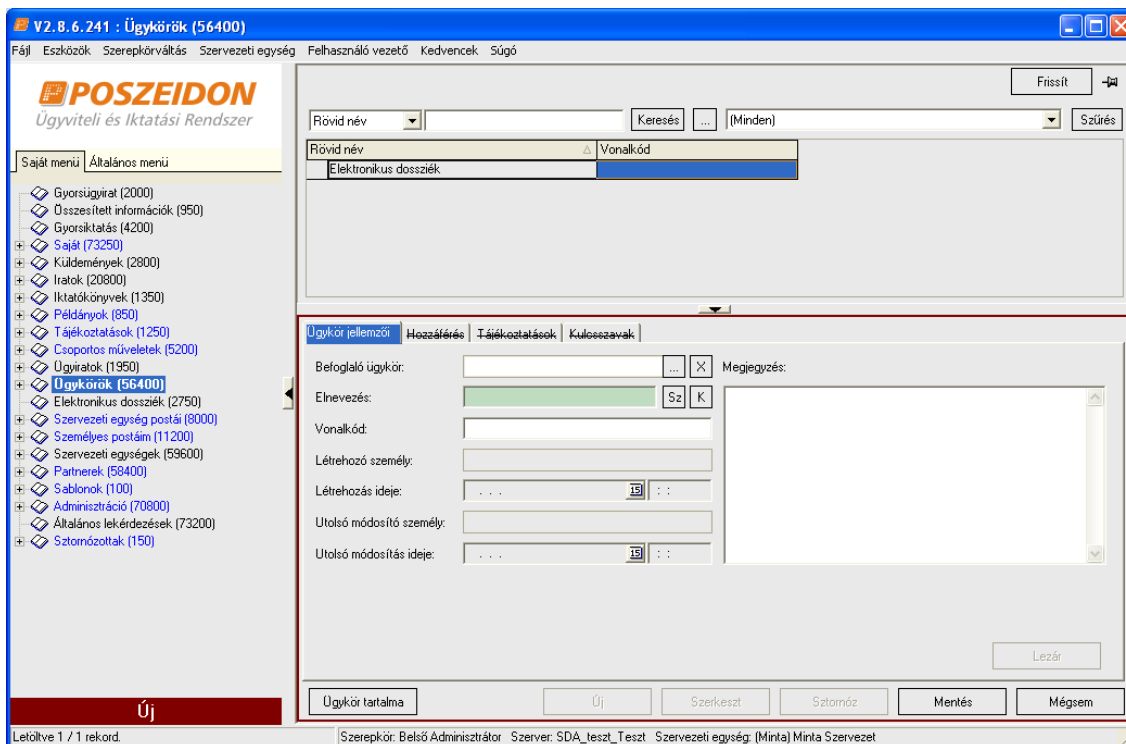 V2.8.6.241 : Ügykörök (56400)
Fájl Eszközök Szerepkörváltás Szervezeti egység Felhasználó vezető Kedvencek Súgó
POSZEIDON
Ügyviteli és Iktatási Rendszer
Frissít
Rövid név Keresés ... (Minden) Szűrés
Rövid név Vonalkód
Elektronikus dossziék
Saját menü Általános menü
Gyorsügyirat (2000)
Összesített információk (950)
Gyorsiktatás (4200)
Saját (73250)
Küldemények (2800)
Iratok (20800)
Iktatókönyvek (1350)
Példányok (850)
Tájékoztatások (1250)
Csoportos műveletek (5200)
Ügyiratok (1950)
Ügykörök (56400)
Elektronikus dossziék (2750)
Szervezeti egység postái (8000)
Személyes postáim (11200)
Szervezeti egységek (59600)
Partnerek (58400)
Sablonok (100)
Adminisztráció (70800)
Általános lekérdezések (73200)
Sztornózottak (150)
Új
Ügykör jellemzői Hozzáférés Tájékoztatások Kulcsszavak
Befoglaló ügykör: ... X Megjegyzés:
Elnevezés: Sz K
Vonalkód:
Létrehozó személy:
Létrehozás ideje: . . . 15 : :
Utolsó módosító személy:
Utolsó módosítás ideje: . . . 15 : :
Lezár
Ügykör tartalma Új Szerkeszt Sztornóz Mentés Mégsem
Letöltve 1 / 1 rekord. Szerepkör: Belső Adminisztrátor Szerver: SDA_teszt_Teszt Szervezeti egység: (Minta) Minta Szervezet